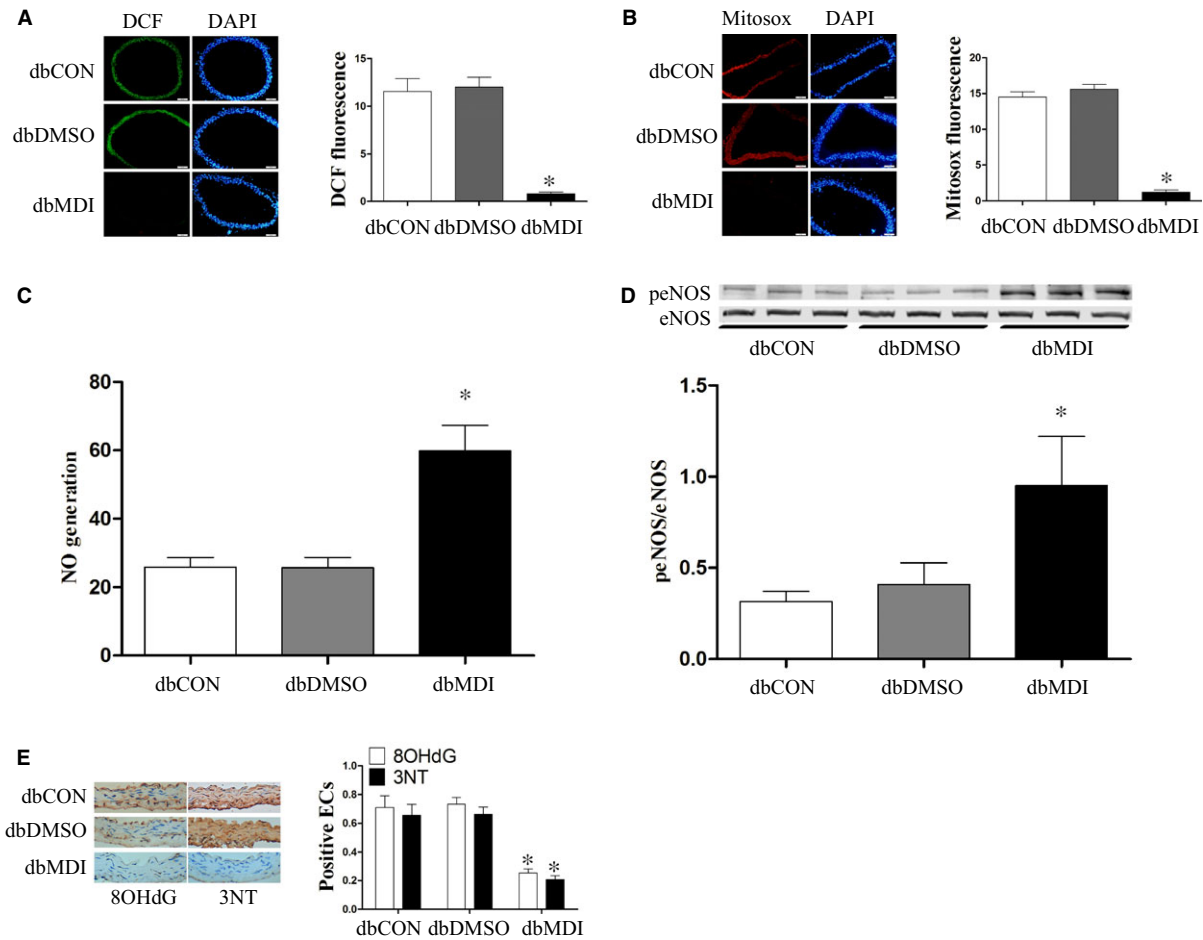 A
DCF DAPI
dbCON
dbDMSO
dbMDI
DCF fluorescence
15
10
5
0
*
dbCON dbDMSO dbMDI
B
Mitosox DAPI
dbCON
dbDMSO
dbMDI
Mitosox fluorescence
20
15
10
5
0
*
dbCON dbDMSO dbMDI
C
NO generation
80
60
40
20
0
*
dbCON dbDMSO dbMDI
D
peNOS
eNOS
dbCON dbDMSO dbMDI
peNOS/eNOS
1.5
1.0
0.5
0.0
*
dbCON dbDMSO dbMDI
E
dbCON
dbDMSO
dbMDI
8OHdG 3NT
8OHdG
3NT
Positive ECs
1.0
0.8
0.6
0.4
0.2
0.0
* *
dbCON dbDMSO dbMDI